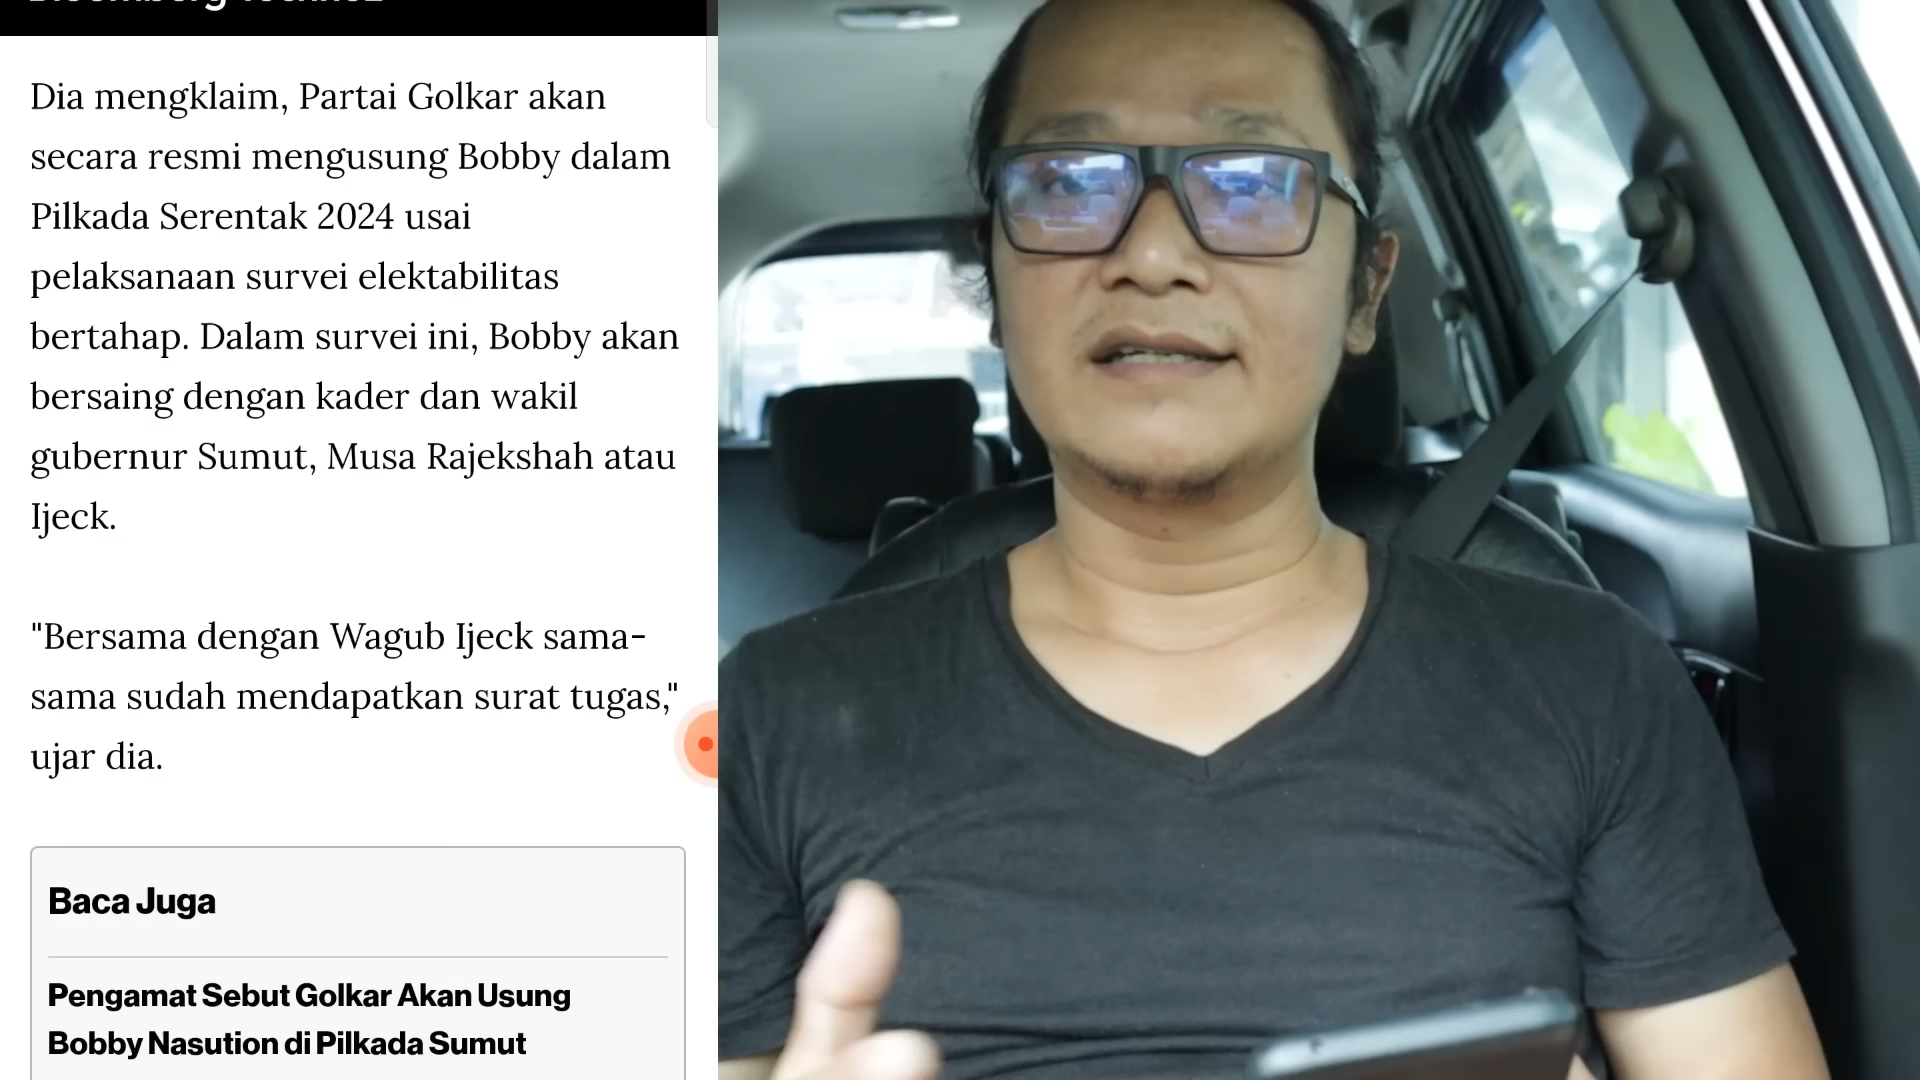 Dia mengklaim, Partai Golkar akan
secara resmi mengusung Bobby dalam
Pilkada Serentak 2024 usai
pelaksanaan survei elektabilitas
bertahap. Dalam survei ini, Bobby akan
bersaing dengan kader dan wakil
gubernur Sumut, Musa Rajekshah atau
Ijeck.
"Bersama dengan Wagub Ijeck sama-
sama sudah mendapatkan surat tugas,"
ujar dia.
Baca Juga
Pengamat Sebut Golkar Akan Usung
Bobby Nasution di Pilkada Sumut